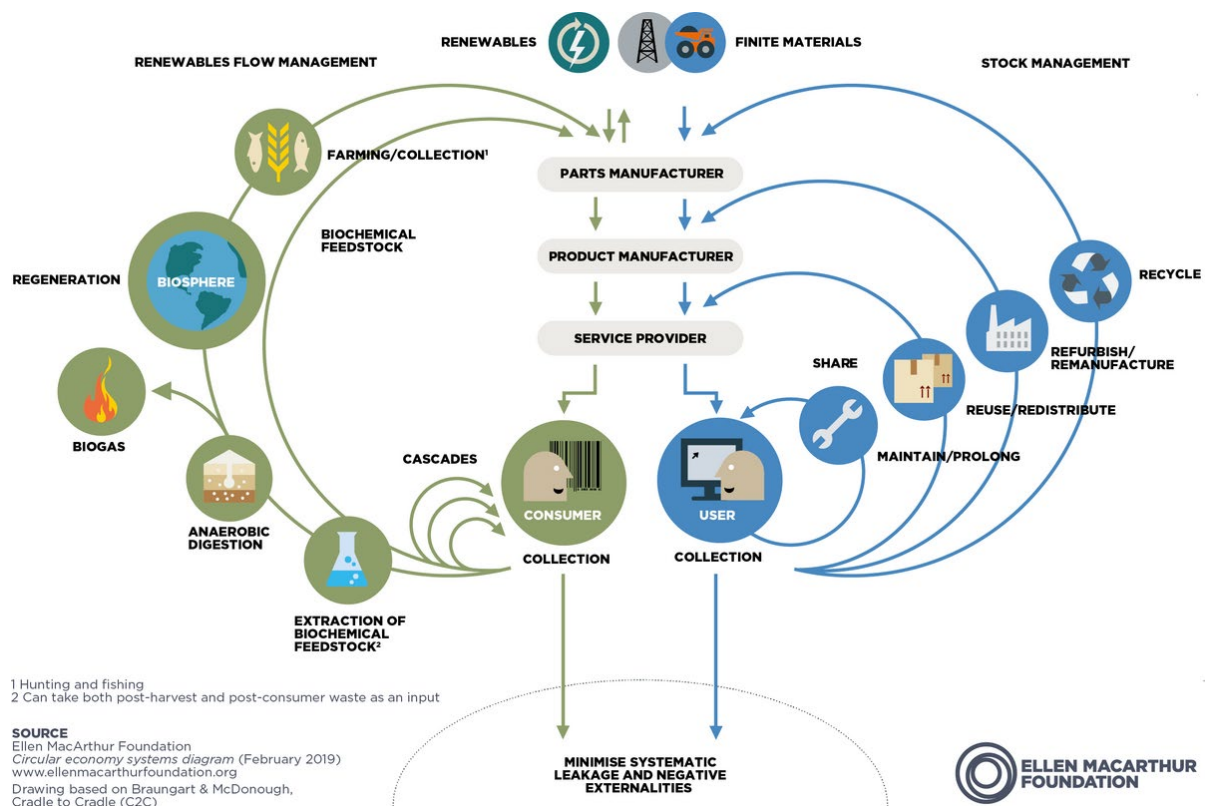 RENEWABLES
FINITE MATERIALS
RENEWABLES FLOW MANAGEMENT
STOCK MANAGEMENT
FARMING/COLLECTION¹
PARTS MANUFACTURER
BIOCHEMICAL
FEEDSTOCK
PRODUCT MANUFACTURER
REGENERATION
BIOSPHERE
RECYCLE
SERVICE PROVIDER
SHARE
REFURBISH/
REMANUFACTURE
REUSE/REDISTRIBUTE
BIOGAS
CASCADES
MAINTAIN/PROLONG
CONSUMER
USER
ANAEROBIC
DIGESTION
COLLECTION
COLLECTION
EXTRACTION OF
BIOCHEMICAL
FEEDSTOCK²
1 Hunting and fishing
2 Can take both post-harvest and post-consumer waste as an input
SOURCE
Ellen MacArthur Foundation
Circular economy systems diagram (February 2019)
www.ellenmacarthurfoundation.org
Drawing based on Braungart & McDonough,
Cradle to Cradle (C2C)
MINIMISE SYSTEMATIC
LEAKAGE AND NEGATIVE
EXTERNALITIES
ELLEN MACARTHUR
FOUNDATION